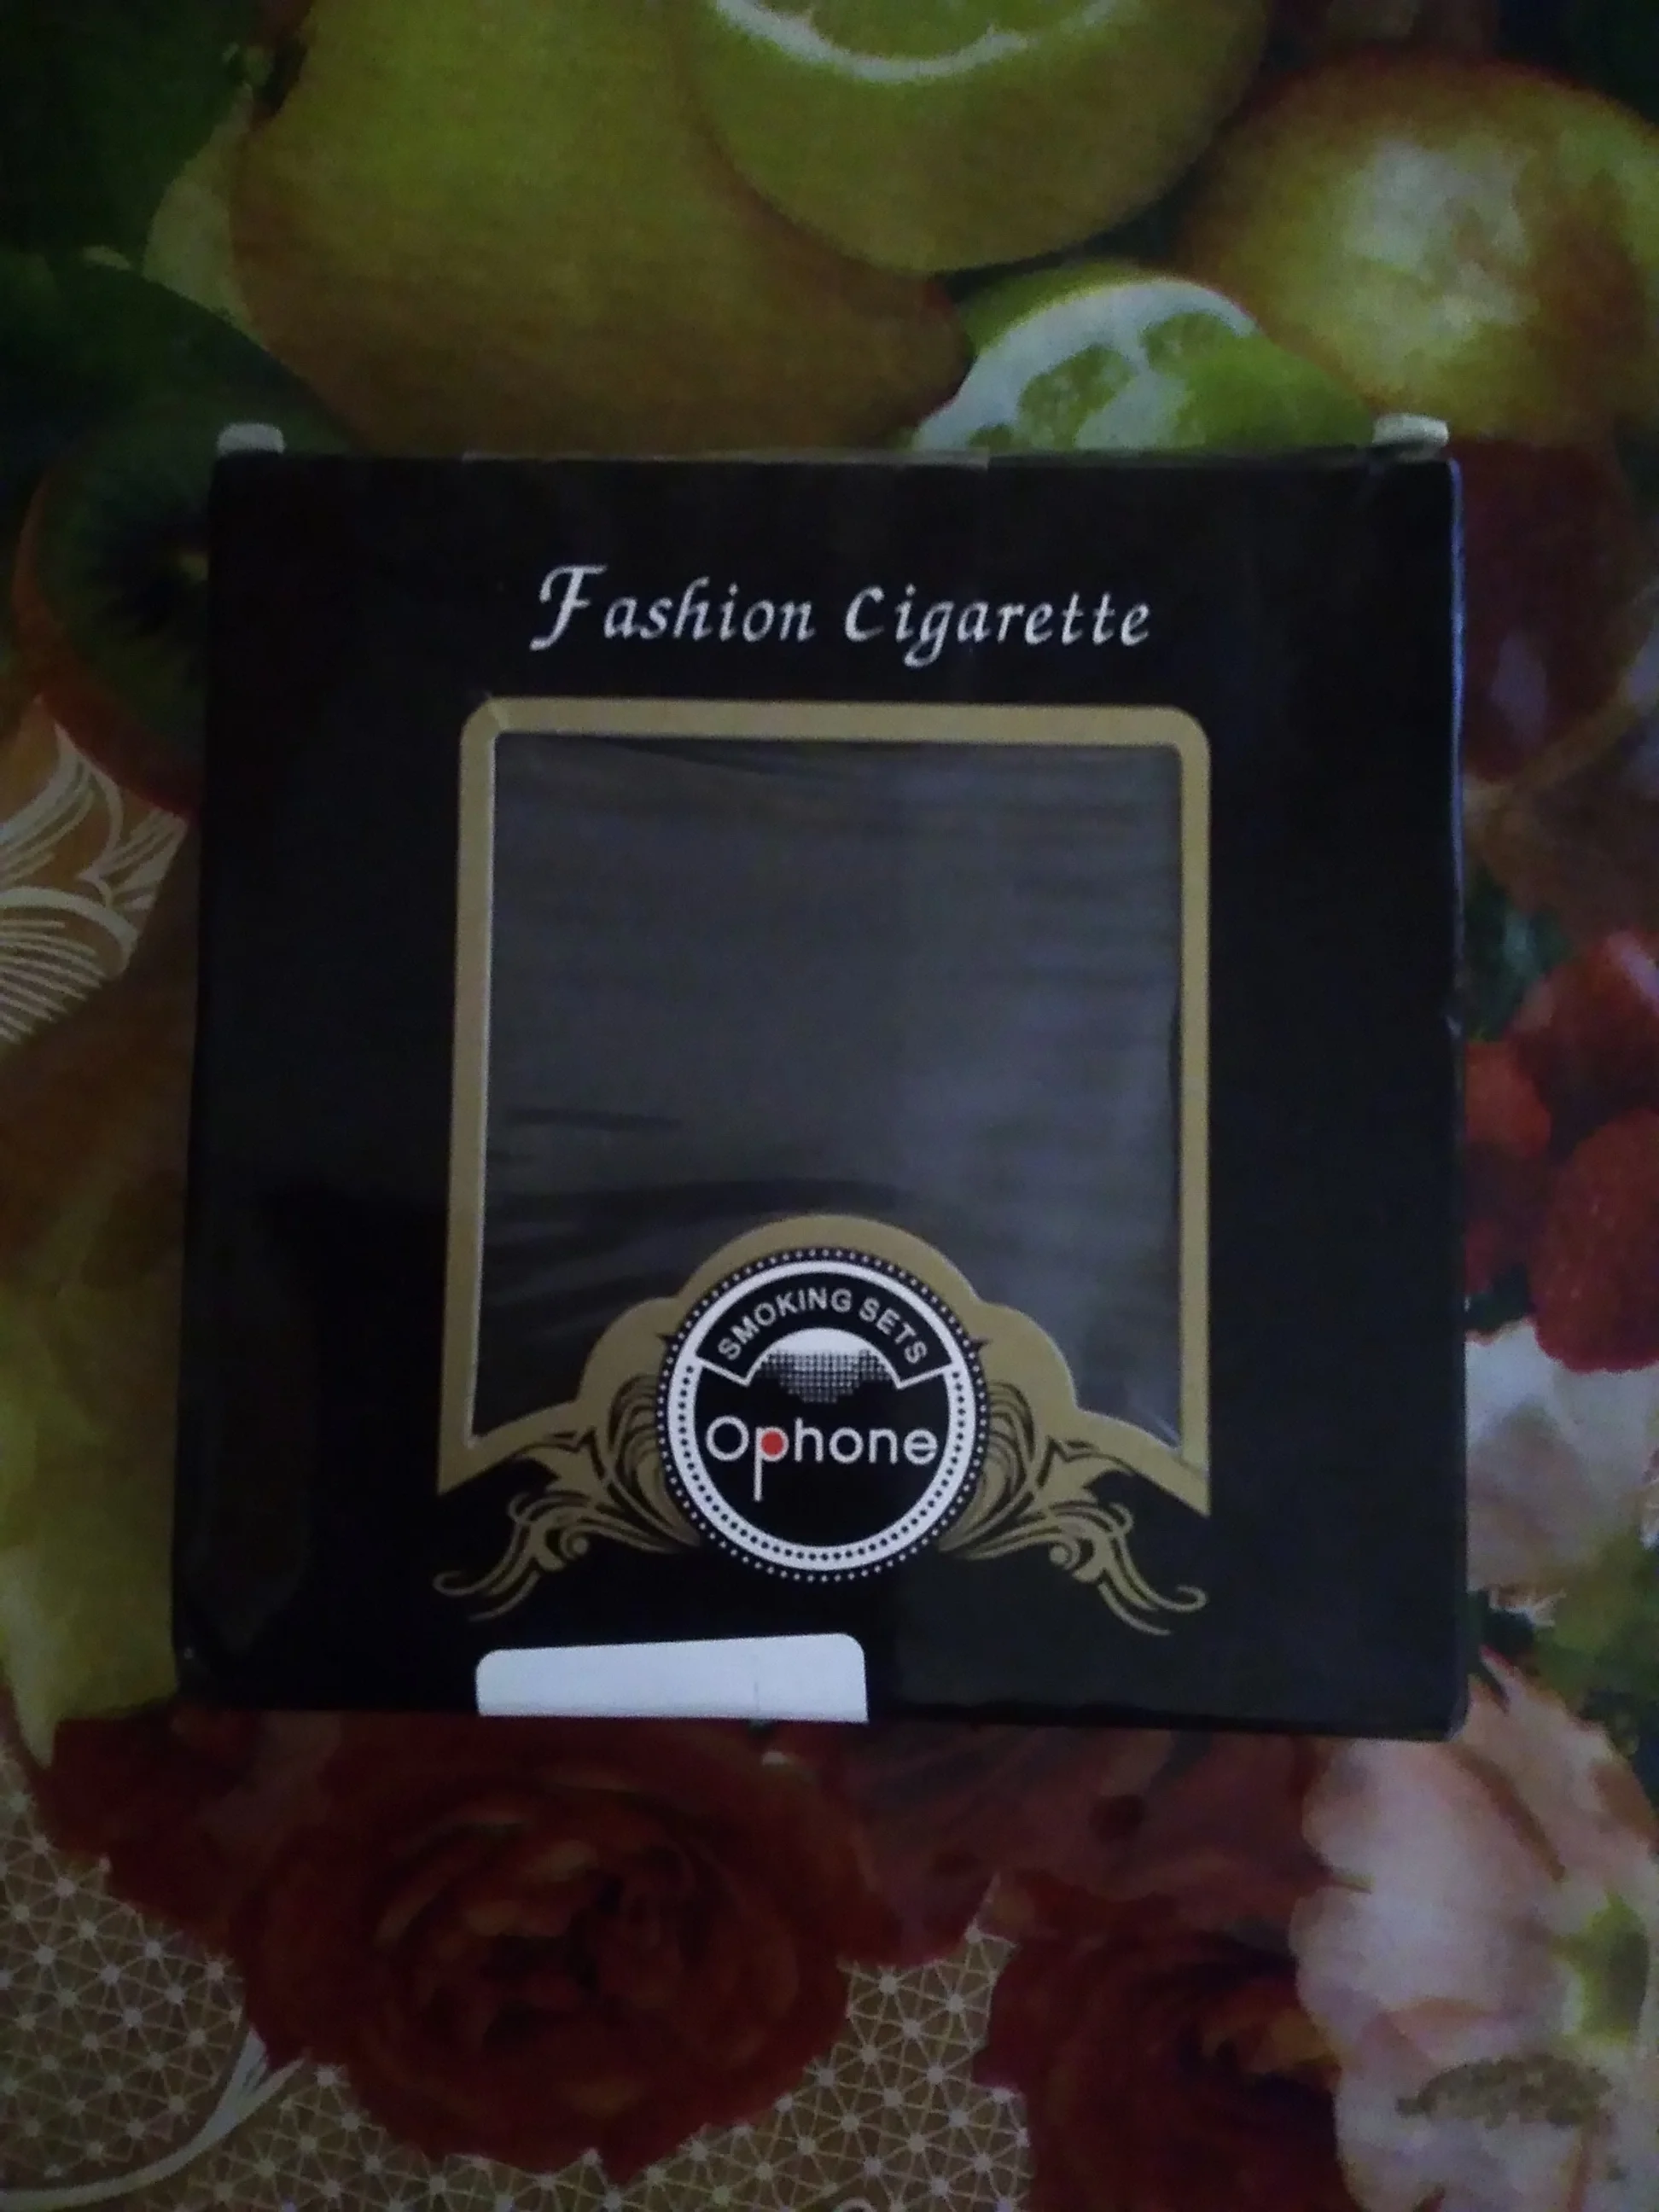 Fashion Cigarette
SMOKING SETS
Ophone